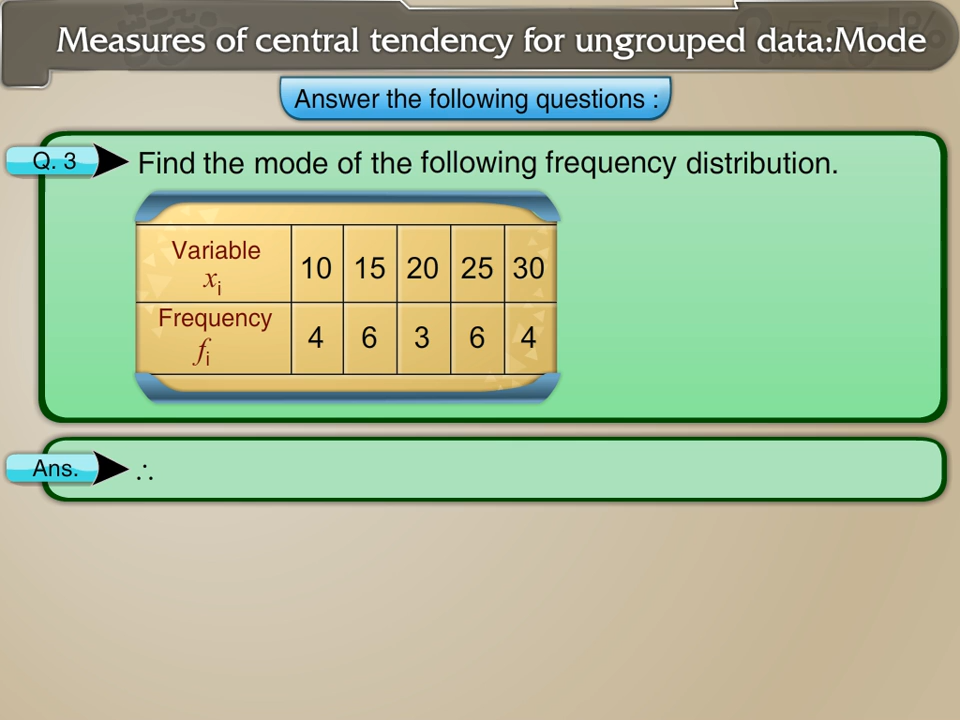 Measures of central tendency for ungrouped data:Mode
Answer the following questions :
Q. 3 Find the mode of the following frequency distribution.
Variable xᵢ 10 15 20 25 30
Frequency fᵢ 4 6 3 6 4
Ans. ∴